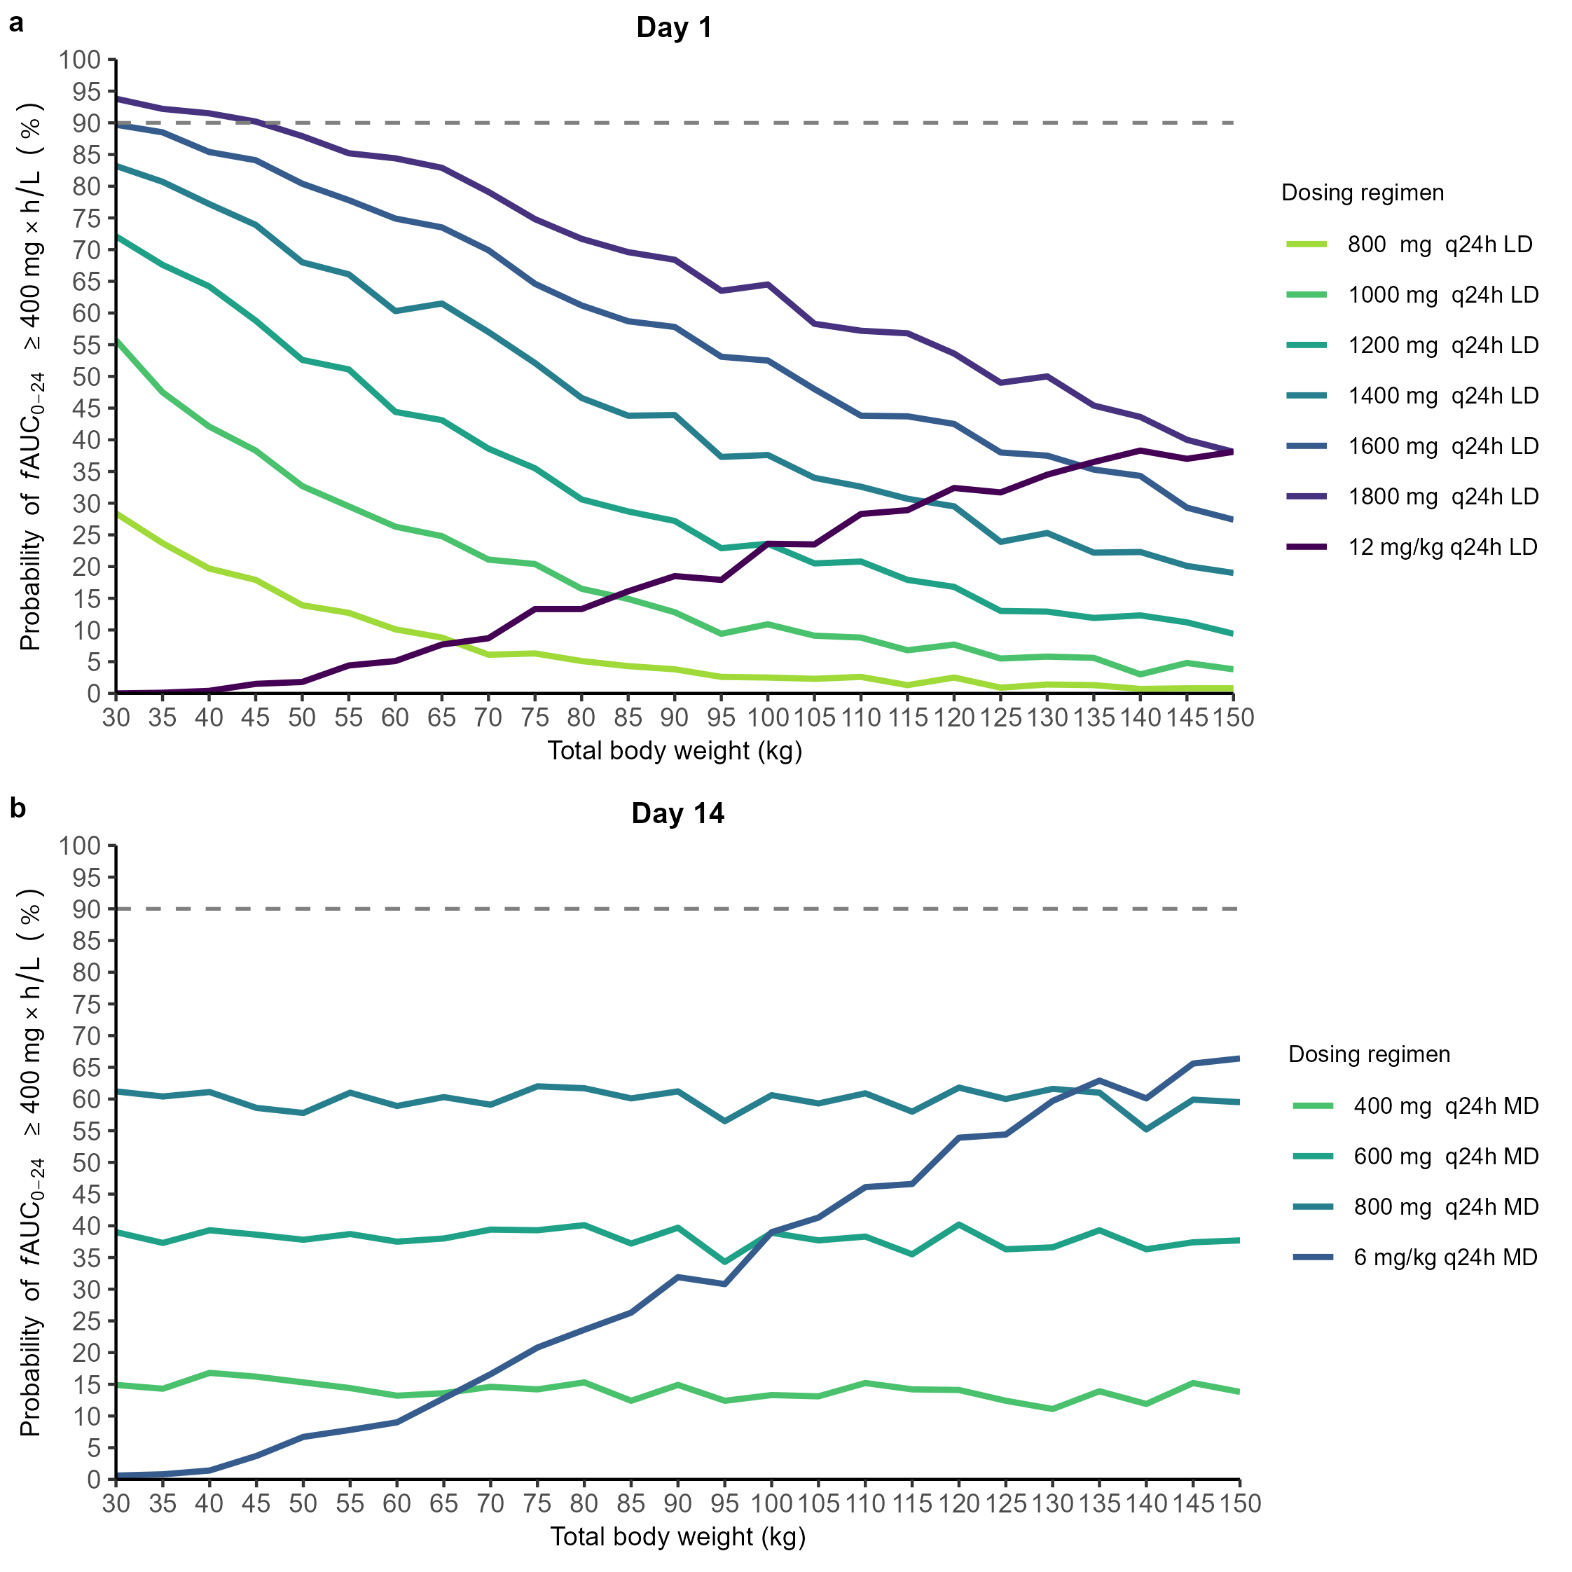 a
Day 1
Probability of fAUC0−24 ≥ 400 mg × h/L ( % )
100
95
90
85
80
75
70
65
60
55
50
45
40
35
30
25
20
15
10
5
0
30 35 40 45 50 55 60 65 70 75 80 85 90 95 100 105 110 115 120 125 130 135 140 145 150
Total body weight (kg)
Dosing regimen
800 mg q24h LD
1000 mg q24h LD
1200 mg q24h LD
1400 mg q24h LD
1600 mg q24h LD
1800 mg q24h LD
12 mg/kg q24h LD
b
Day 14
Probability of fAUC0−24 ≥ 400 mg × h/L ( % )
100
95
90
85
80
75
70
65
60
55
50
45
40
35
30
25
20
15
10
5
0
30 35 40 45 50 55 60 65 70 75 80 85 90 95 100 105 110 115 120 125 130 135 140 145 150
Total body weight (kg)
Dosing regimen
400 mg q24h MD
600 mg q24h MD
800 mg q24h MD
6 mg/kg q24h MD